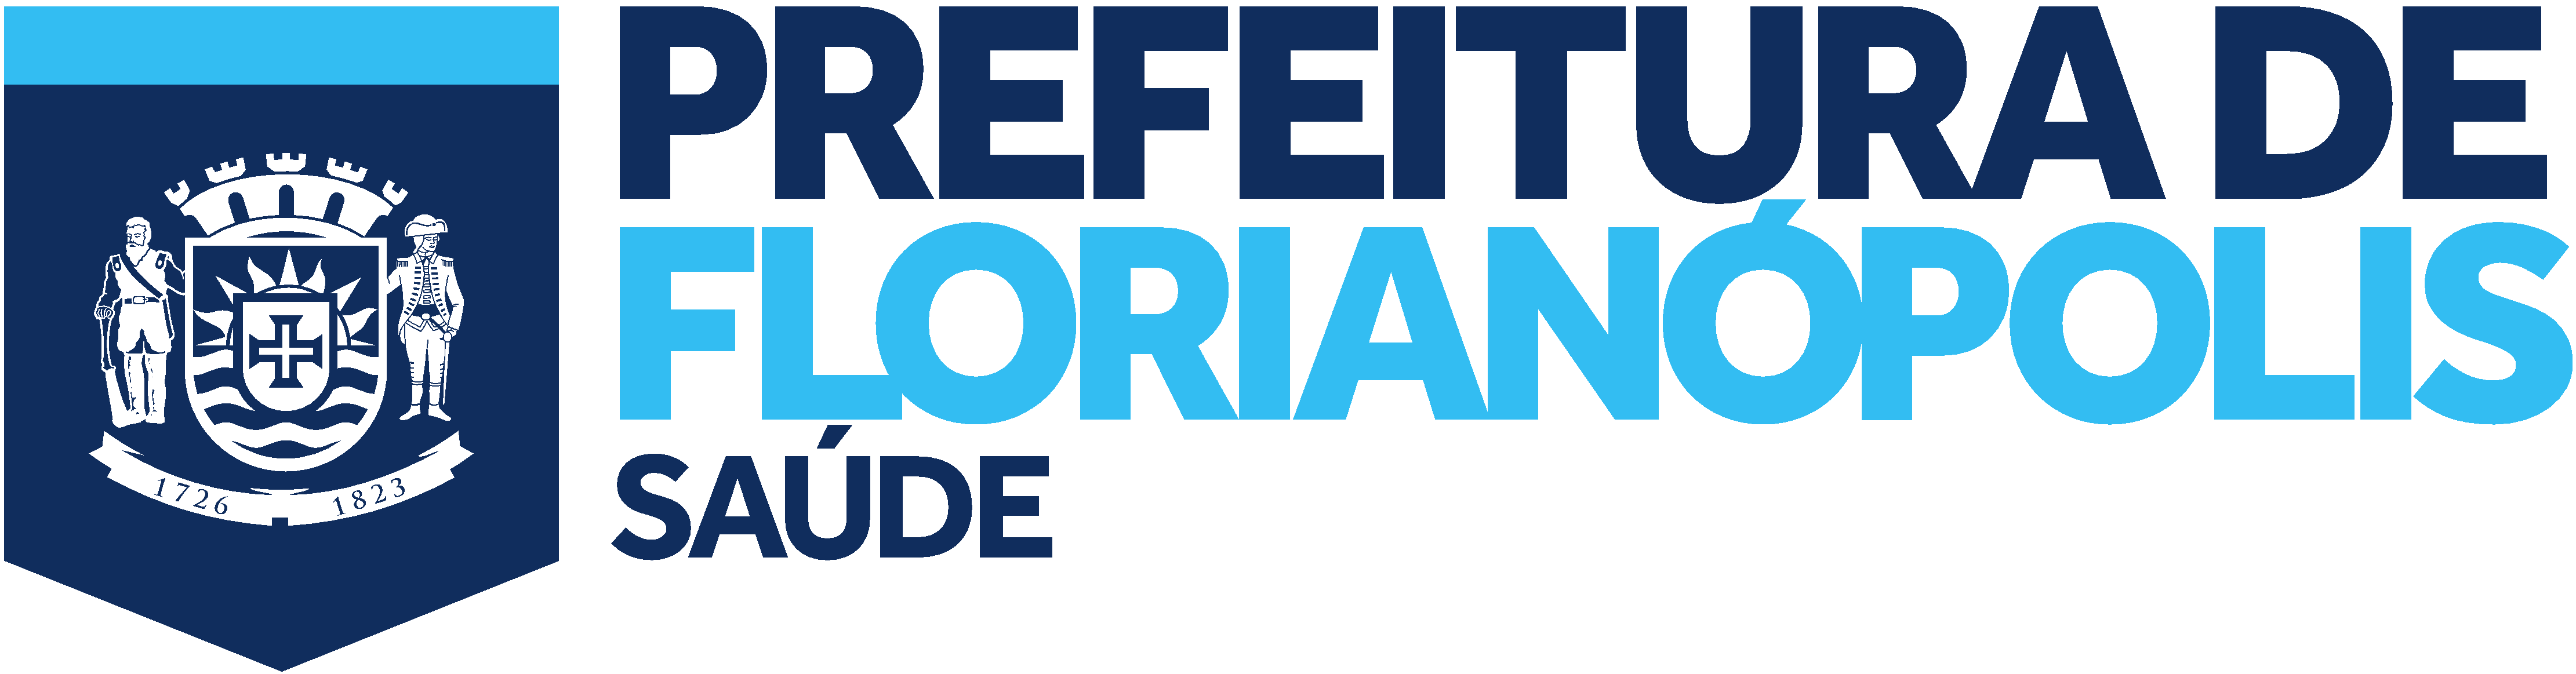 PREFEITURA DE
FLORIANÓPOLIS
SAÚDE
1726 1823